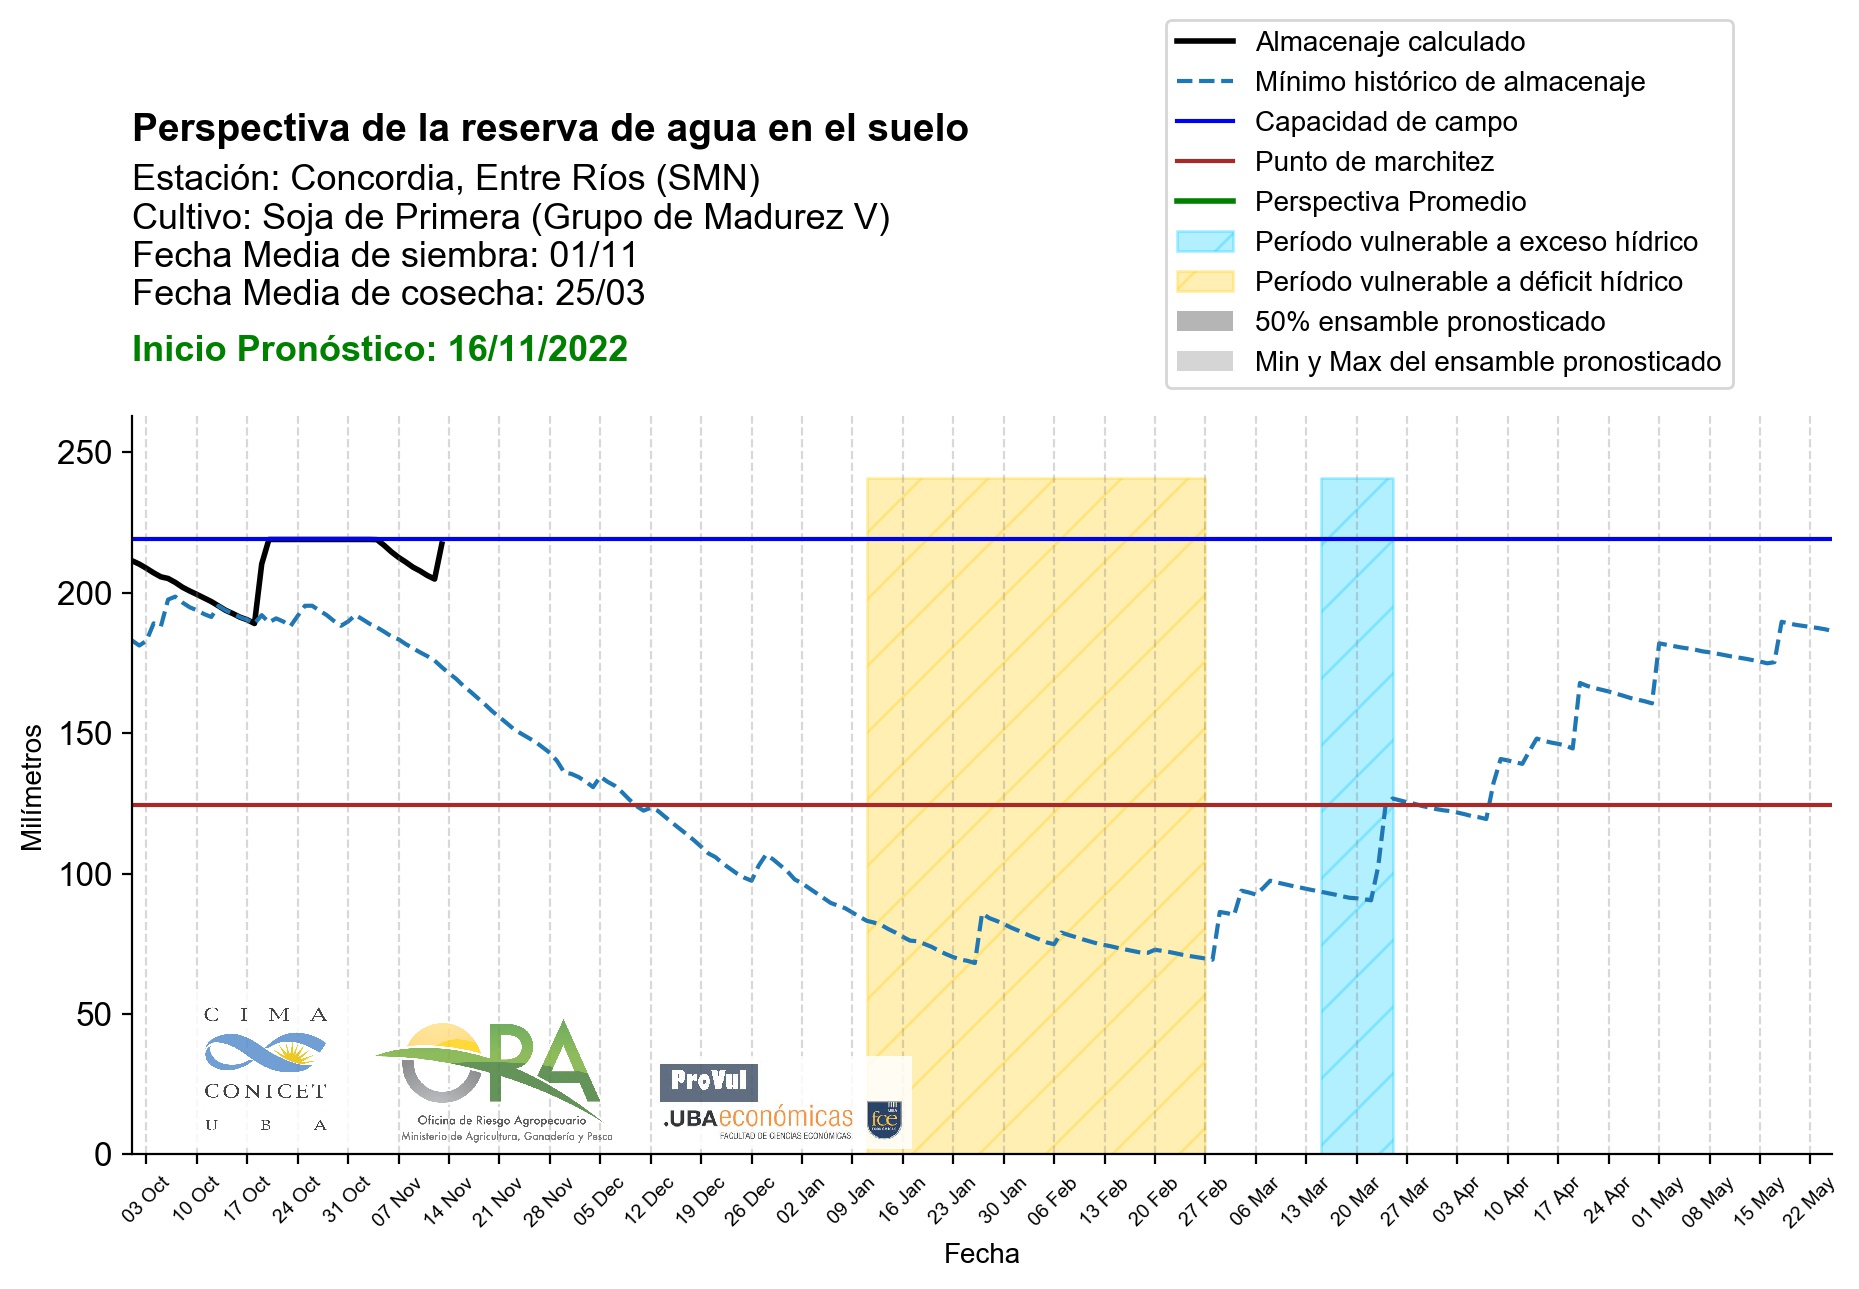 Almacenaje calculado
Mínimo histórico de almacenaje
Capacidad de campo
Punto de marchitez
Perspectiva Promedio
Período vulnerable a exceso hídrico
Período vulnerable a déficit hídrico
50% ensamble pronosticado
Min y Max del ensamble pronosticado
Perspectiva de la reserva de agua en el suelo
Estación: Concordia, Entre Ríos (SMN)
Cultivo: Soja de Primera (Grupo de Madurez V)
Fecha Media de siembra: 01/11
Fecha Media de cosecha: 25/03
Inicio Pronóstico: 16/11/2022
250
200
150
100
50
0
Milímetros
CIMA
CONICET
UBA
ORA
Oficina de Riesgo Agropecuario
Ministerio de Agricultura, Ganadería y Pesca
ProVul
.UBAeconómicas
FACULTAD DE CIENCIAS ECONÓMICAS
UBA
fce
ECONÓMICAS
03 Oct
10 Oct
17 Oct
24 Oct
31 Oct
07 Nov
14 Nov
21 Nov
28 Nov
05 Dec
12 Dec
19 Dec
26 Dec
02 Jan
09 Jan
16 Jan
23 Jan
30 Jan
06 Feb
13 Feb
20 Feb
27 Feb
06 Mar
13 Mar
20 Mar
27 Mar
03 Apr
10 Apr
17 Apr
24 Apr
01 May
08 May
15 May
22 May
Fecha